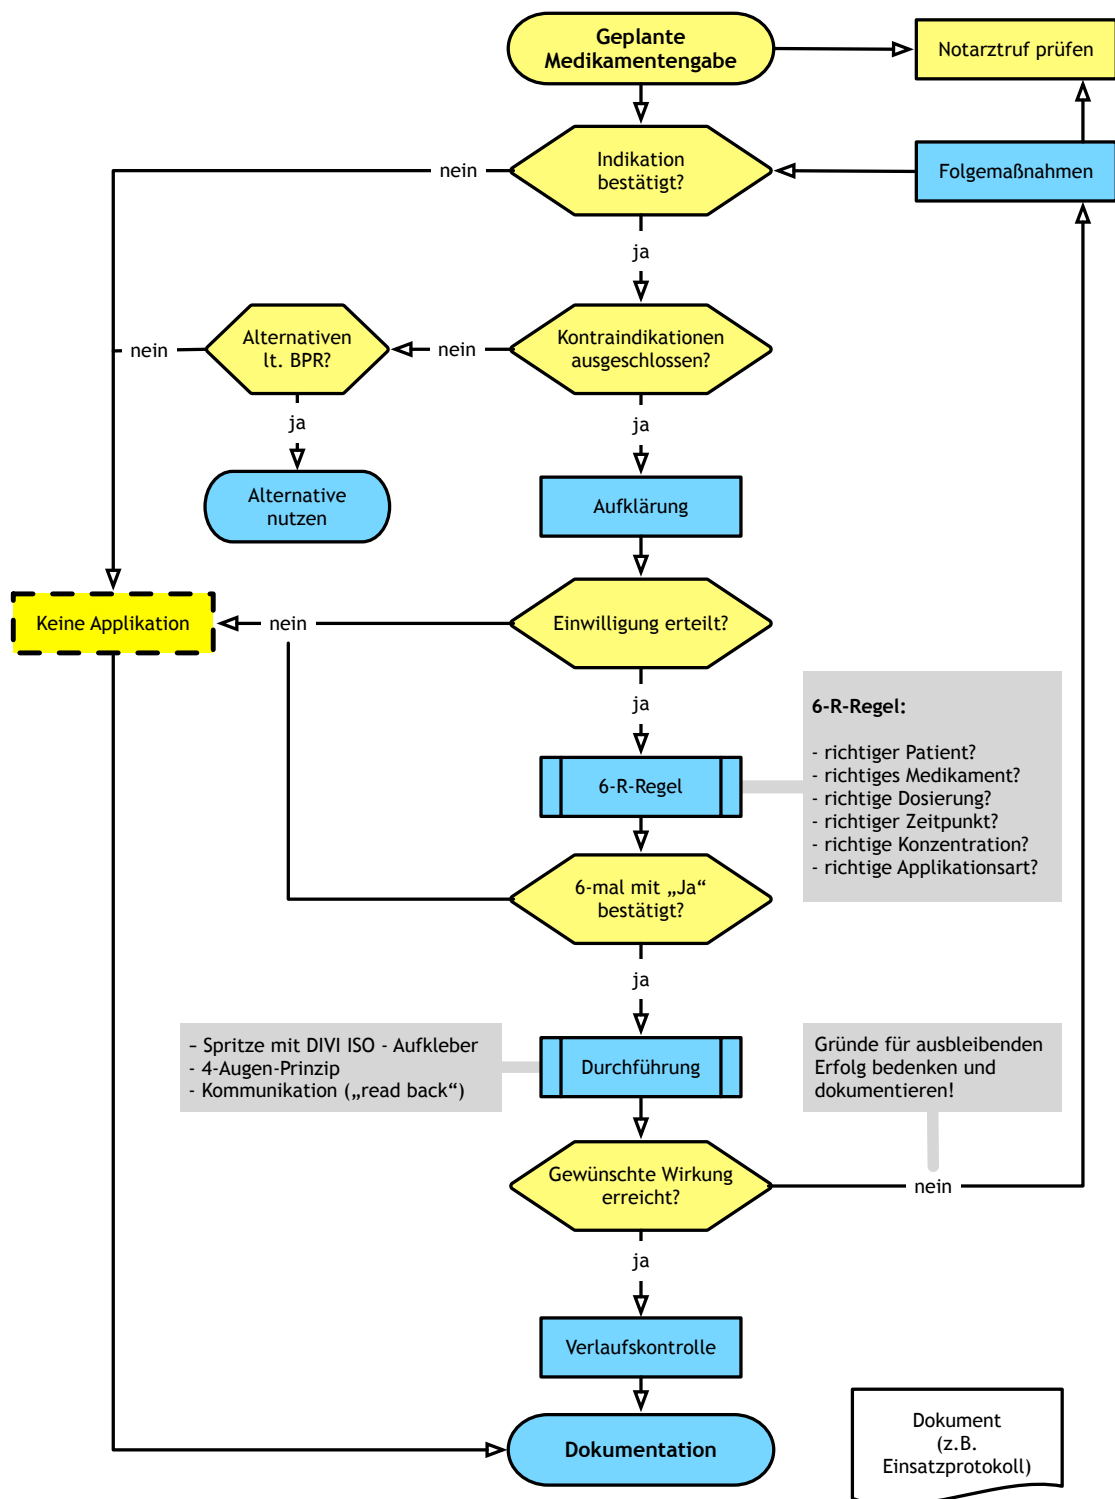 Geplante
Medikamentengabe
Notarztruf prüfen
Indikation
bestätigt?
nein
Folgemaßnahmen
ja
Alternativen
lt. BPR?
nein
nein
Kontraindikationen
ausgeschlossen?
ja
ja
Alternative
nutzen
Aufklärung
Keine Applikation
nein
Einwilligung erteilt?
ja
6-R-Regel:
- richtiger Patient?
- richtiges Medikament?
- richtige Dosierung?
- richtiger Zeitpunkt?
- richtige Konzentration?
- richtige Applikationsart?
6-R-Regel
6-mal mit „Ja“
bestätigt?
ja
– Spritze mit DIVI ISO - Aufkleber
- 4-Augen-Prinzip
- Kommunikation („read back“)
Durchführung
Gründe für ausbleibenden
Erfolg bedenken und
dokumentieren!
Gewünschte Wirkung
erreicht?
nein
ja
Verlaufskontrolle
Dokumentation
Dokument
(z.B.
Einsatzprotokoll)